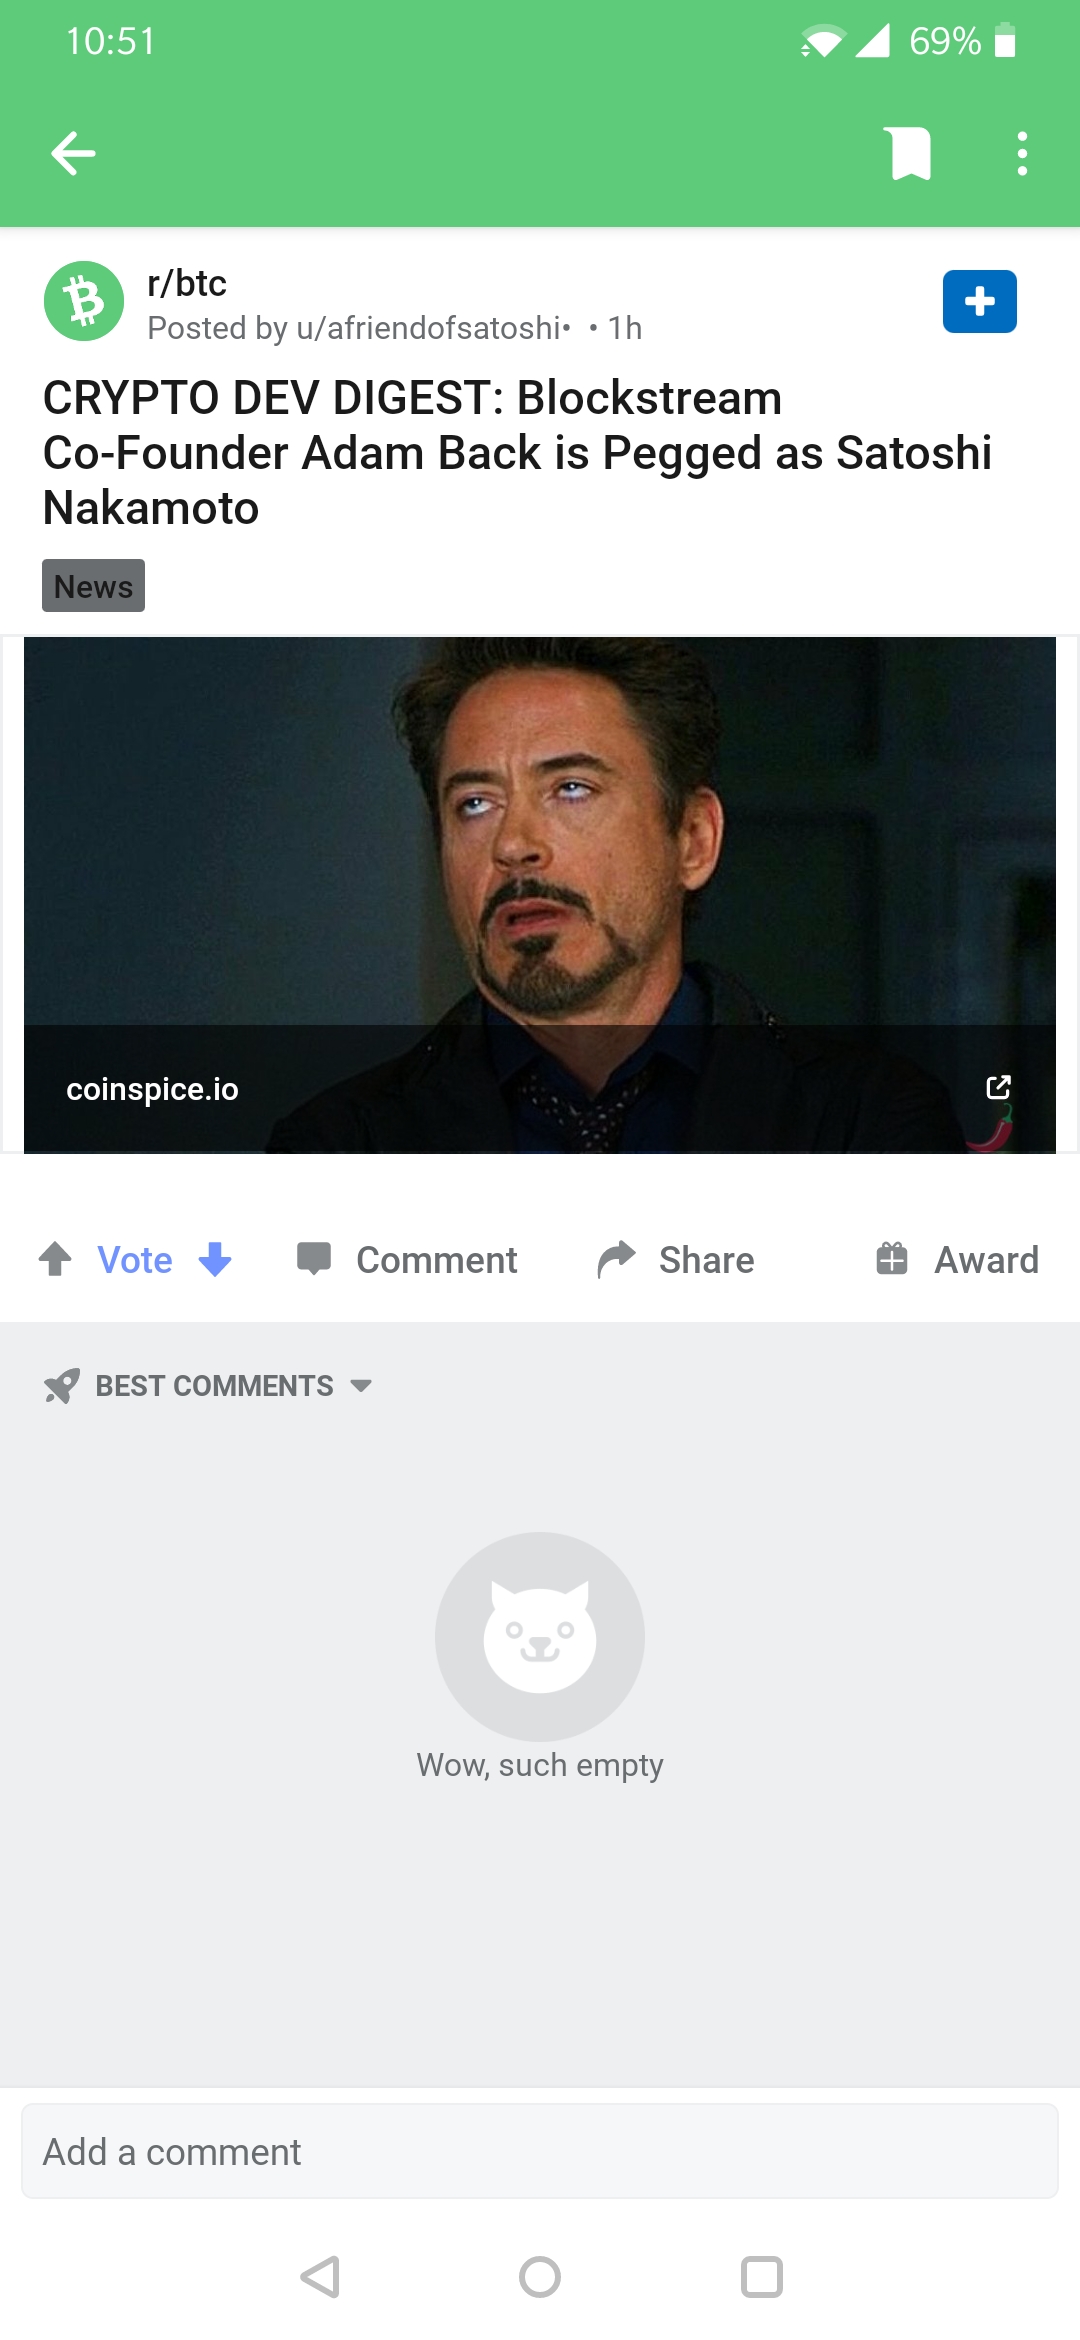 10:51
69%
r/btc
Posted by u/afriendofsatoshi• • 1h
CRYPTO DEV DIGEST: Blockstream
Co-Founder Adam Back is Pegged as Satoshi
Nakamoto
News
coinspice.io
Vote
Comment
Share
Award
BEST COMMENTS
Wow, such empty
Add a comment